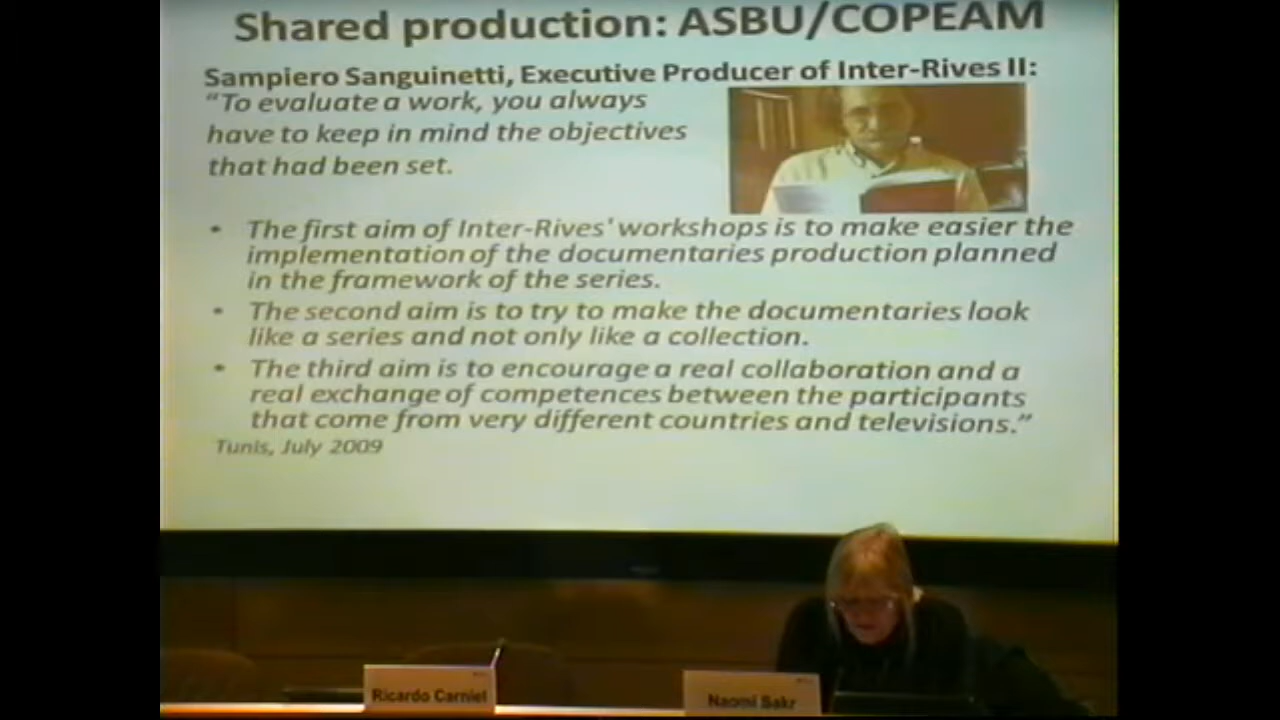 Shared production: ASBU/COPEAM
Sampiero Sanguinetti, Executive Producer of Inter-Rives II:
“To evaluate a work, you always
have to keep in mind the objectives
that had been set.
• The first aim of Inter-Rives' workshops is to make easier the
implementation of the documentaries production planned
in the framework of the series.
• The second aim is to try to make the documentaries look
like a series and not only like a collection.
• The third aim is to encourage a real collaboration and a
real exchange of competences between the participants
that come from very different countries and televisions.”
Tunis, July 2009
Ricardo Carniel
Naomi Sakr